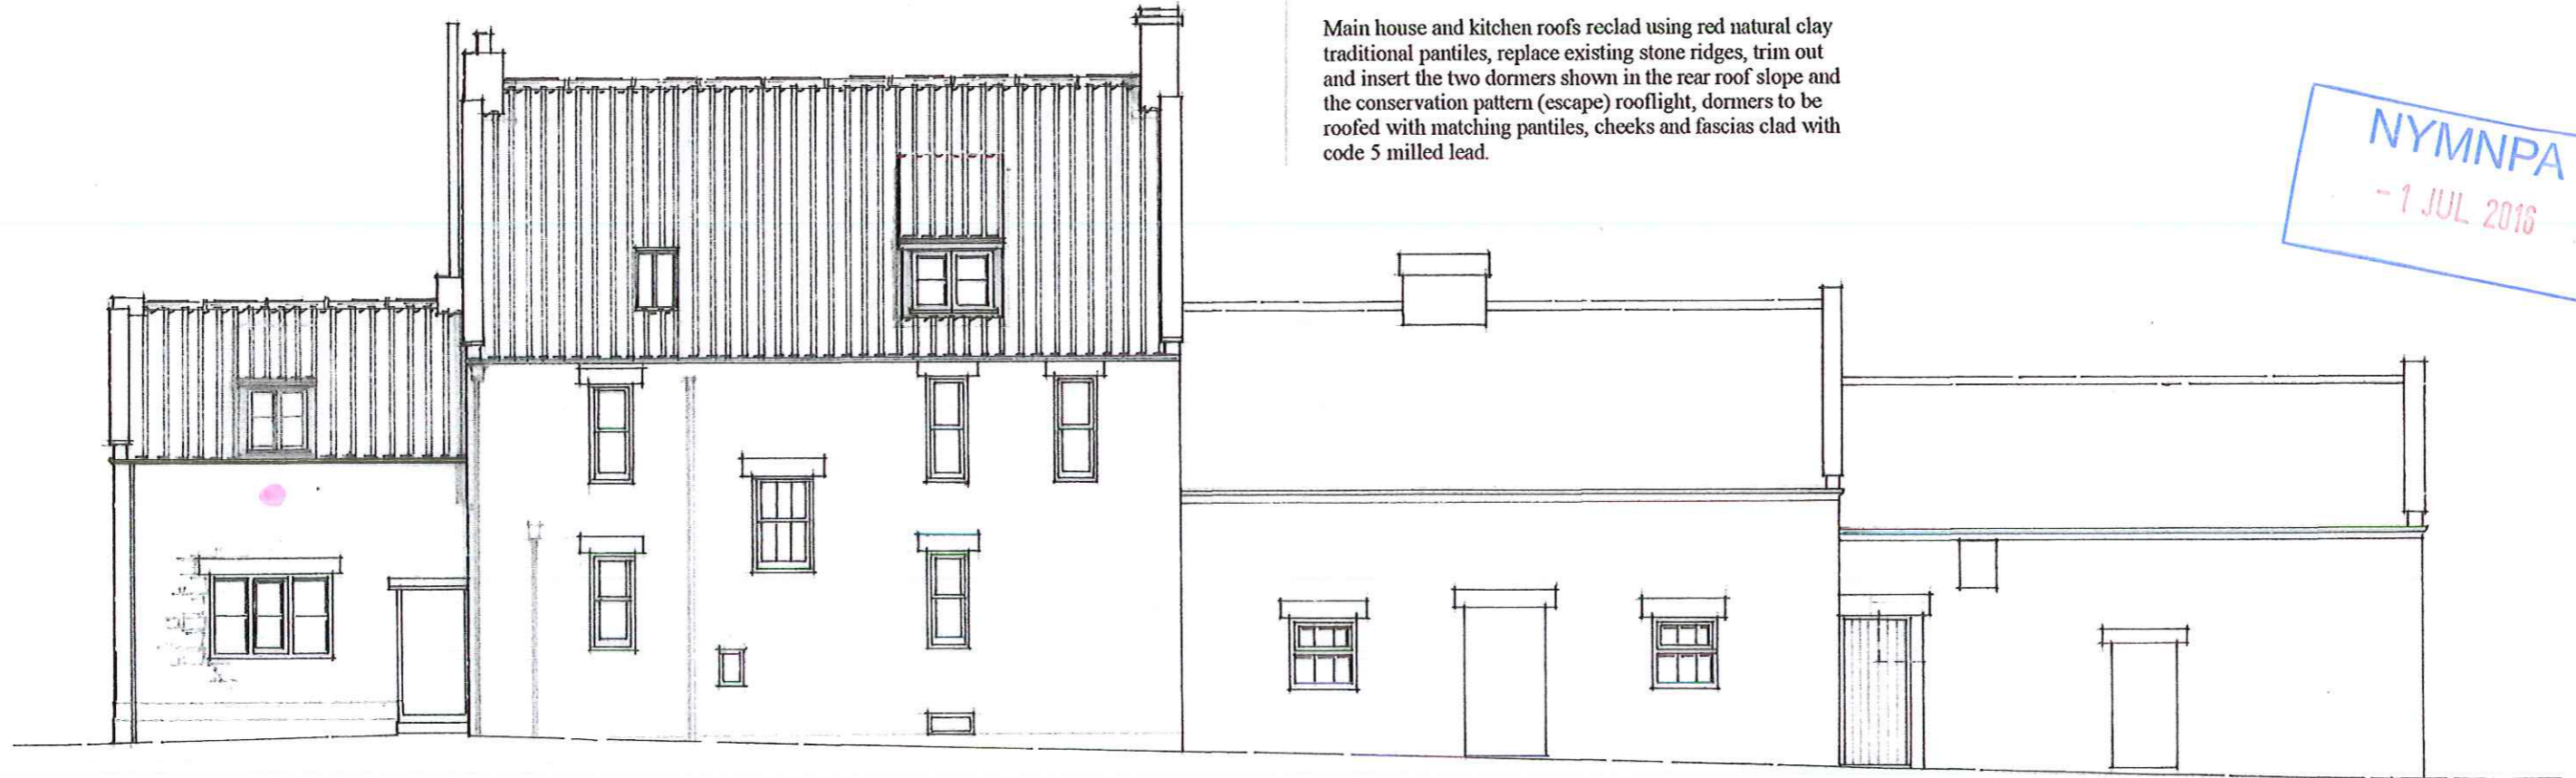 Main house and kitchen roofs reclad using red natural clay
traditional pantiles, replace existing stone ridges, trim out
and insert the two dormers shown in the rear roof slope and
the conservation pattern (escape) rooflight, dormers to be
roofed with matching pantiles, cheeks and fascias clad with
code 5 milled lead.
NYMNPA
- 1 JUL 2016